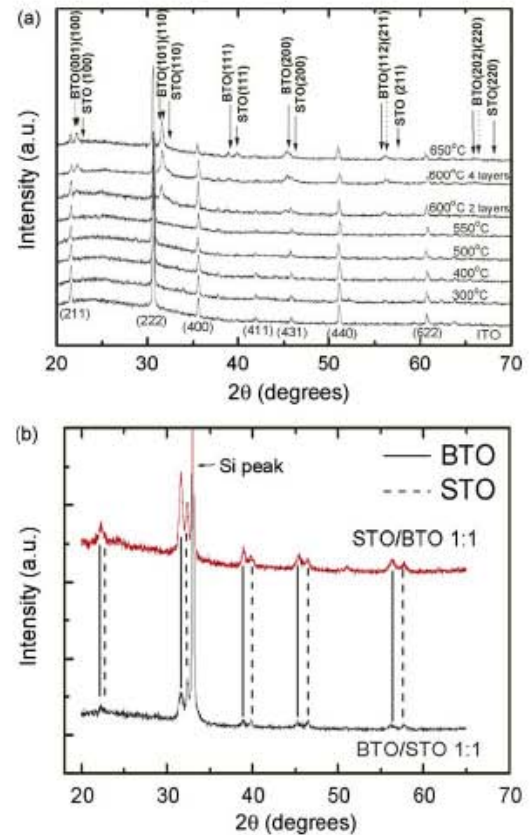 (a)
BTO(001)(100)
STO (100)
BTO(101)(110)
STO(110)
BTO(111)
STO(111)
BTO(200)
STO(200)
BTO(112)(211)
STO (211)
BTO(202)(220)
STO(220)
Intensity (a.u.)
650°C
600°C 4 layers
600°C 2 layers
550°C
500°C
400°C
300°C
ITO
(211)
(222)
(400)
(411)
(431)
(440)
(622)
20 30 40 50 60 70
2θ (degrees)
(b)
Si peak
BTO
STO
STO/BTO 1:1
Intensity (a.u.)
BTO/STO 1:1
20 30 40 50 60 70
2θ (degrees)